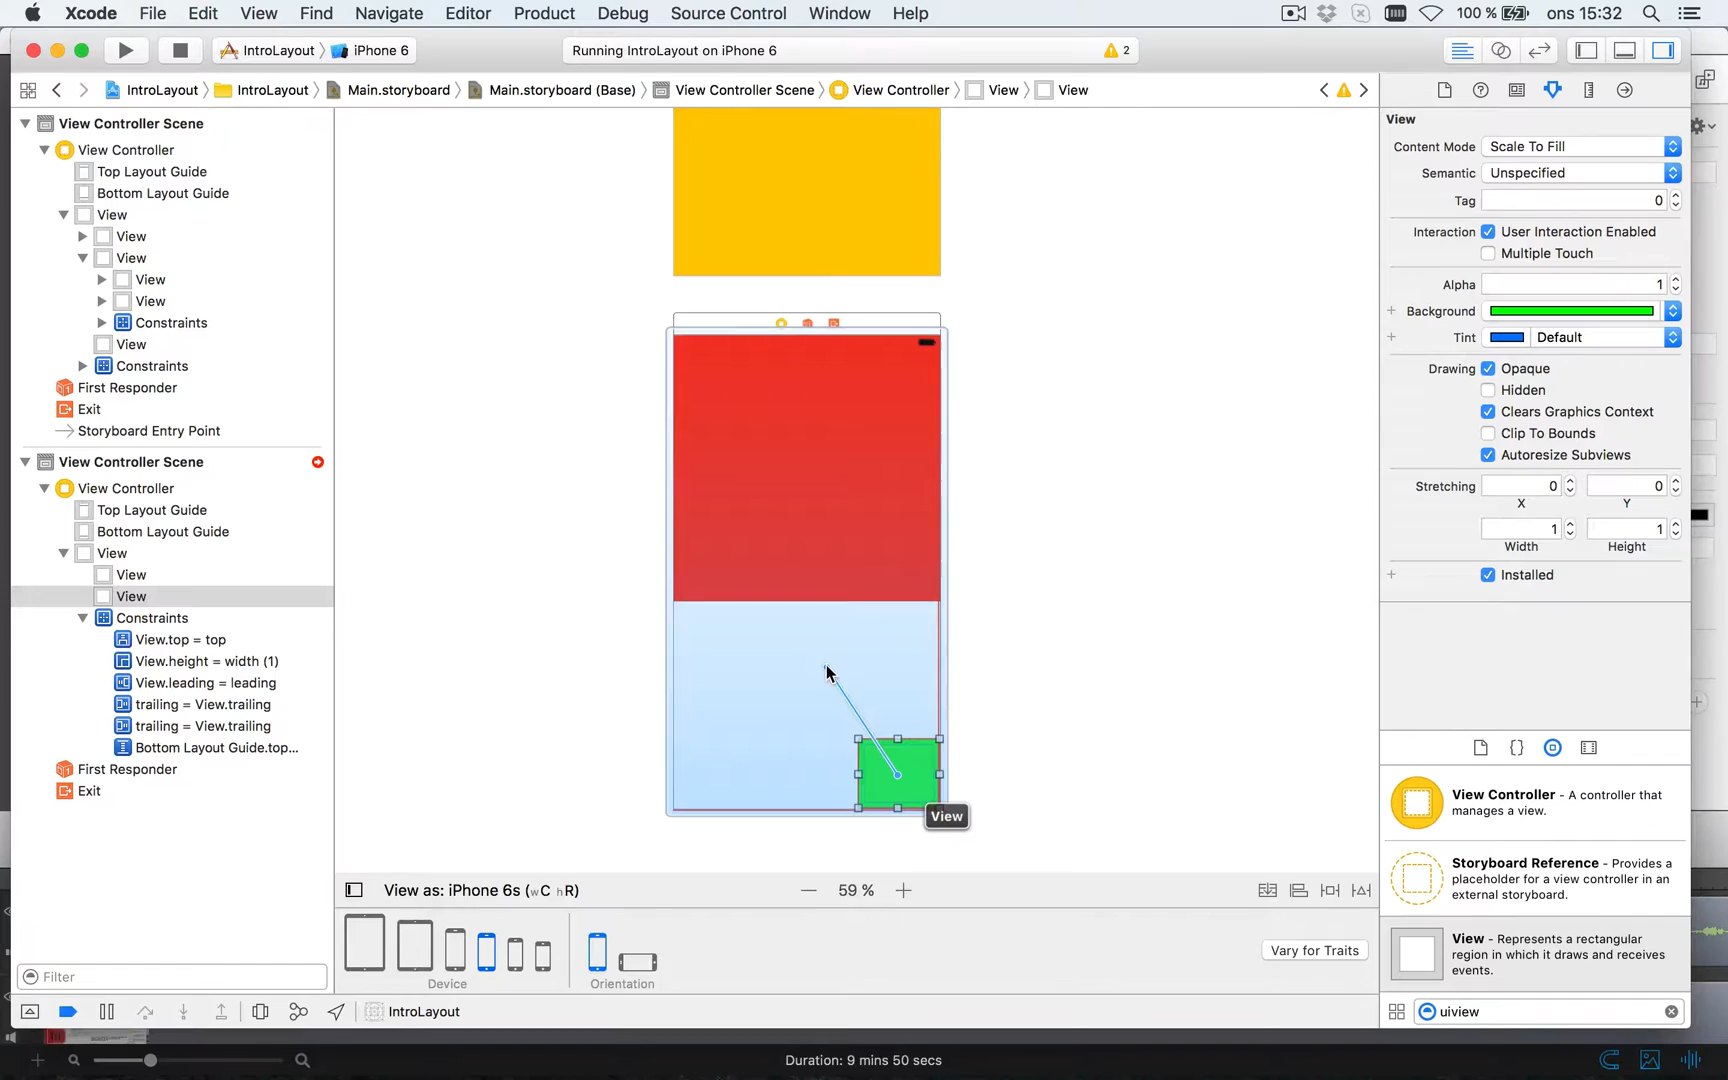 Xcode File Edit View Find Navigate Editor Product Debug Source Control Window Help 100 % ons 15:32
IntroLayout iPhone 6 Running IntroLayout on iPhone 6 2
IntroLayout IntroLayout Main.storyboard Main.storyboard (Base) View Controller Scene View Controller View View
View Controller Scene
View Controller
Top Layout Guide
Bottom Layout Guide
View
View
View
View
View
Constraints
View
Constraints
First Responder
Exit
Storyboard Entry Point
View Controller Scene
View Controller
Top Layout Guide
Bottom Layout Guide
View
View
View
Constraints
View.top = top
View.height = width (1)
View.leading = leading
trailing = View.trailing
trailing = View.trailing
Bottom Layout Guide.top...
First Responder
Exit
Filter
View
View as: iPhone 6s (wC hR) 59 %
Vary for Traits
Device Orientation
IntroLayout
View
Content Mode Scale To Fill
Semantic Unspecified
Tag 0
Interaction User Interaction Enabled
Multiple Touch
Alpha 1
Background
Tint Default
Drawing Opaque
Hidden
Clears Graphics Context
Clip To Bounds
Autoresize Subviews
Stretching 0 0
X Y
1 1
Width Height
Installed
View Controller - A controller that
manages a view.
Storyboard Reference - Provides a
placeholder for a view controller in an
external storyboard.
View - Represents a rectangular
region in which it draws and receives
events.
uiview
Duration: 9 mins 50 secs